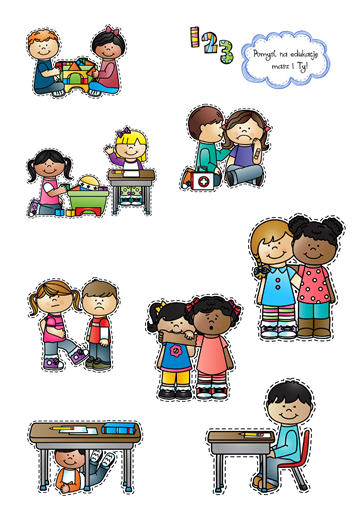 123
Pomysł na edukację
masz i Ty!